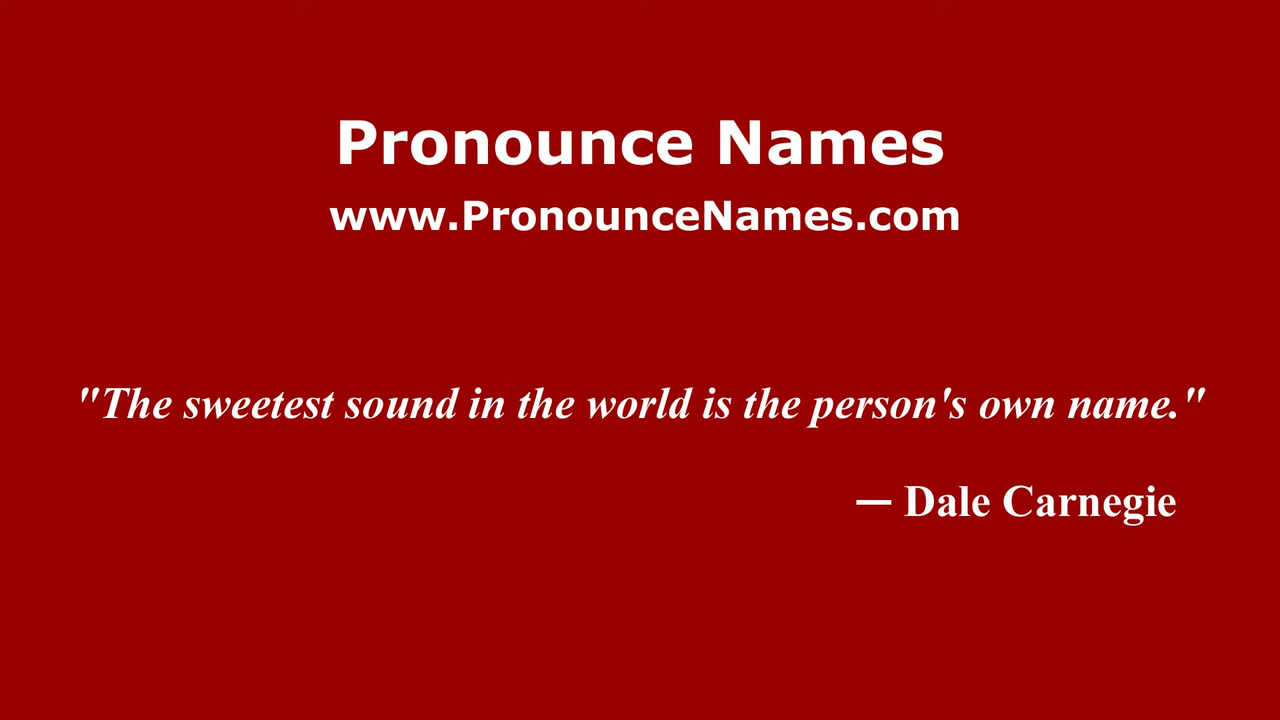 Pronounce Names
www.PronounceNames.com
"The sweetest sound in the world is the person's own name."
— Dale Carnegie